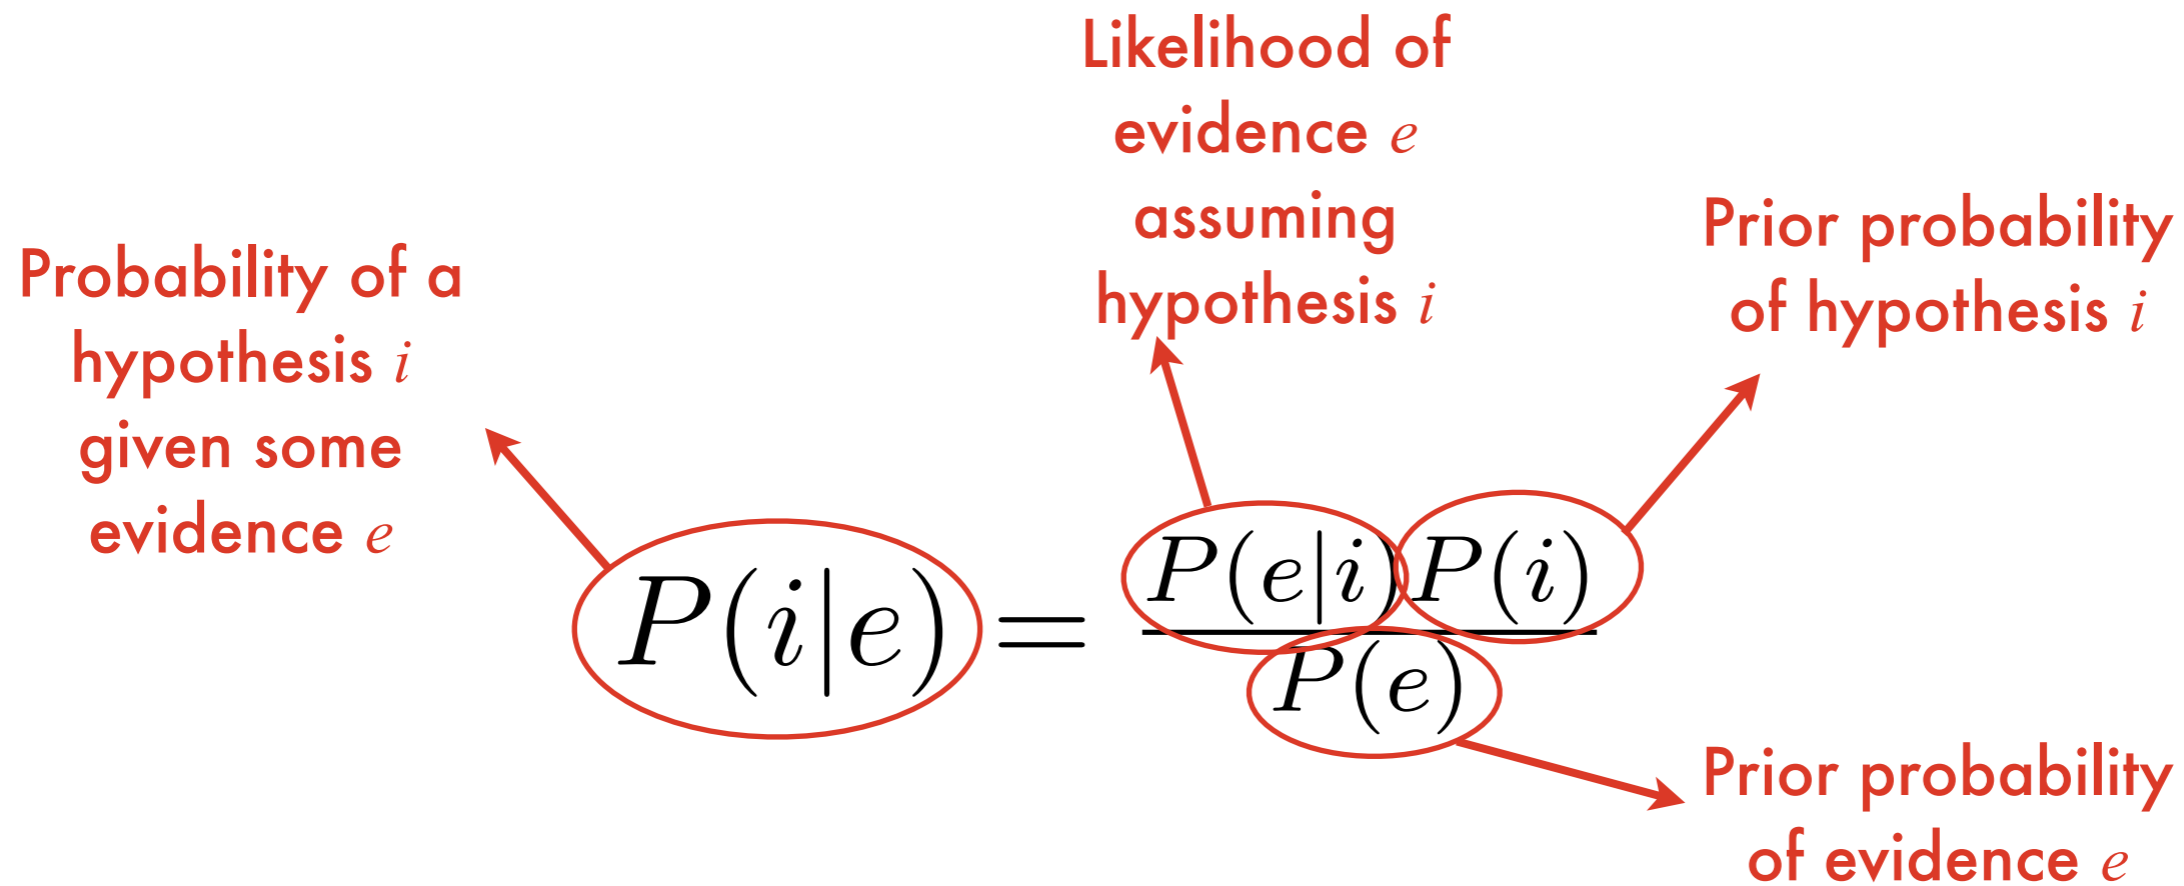 Likelihood of
evidence e
assuming
hypothesis i
Prior probability
of hypothesis i
Probability of a
hypothesis i
given some
evidence e
P(i|e) = P(e|i)P(i)
P(e)
Prior probability
of evidence e